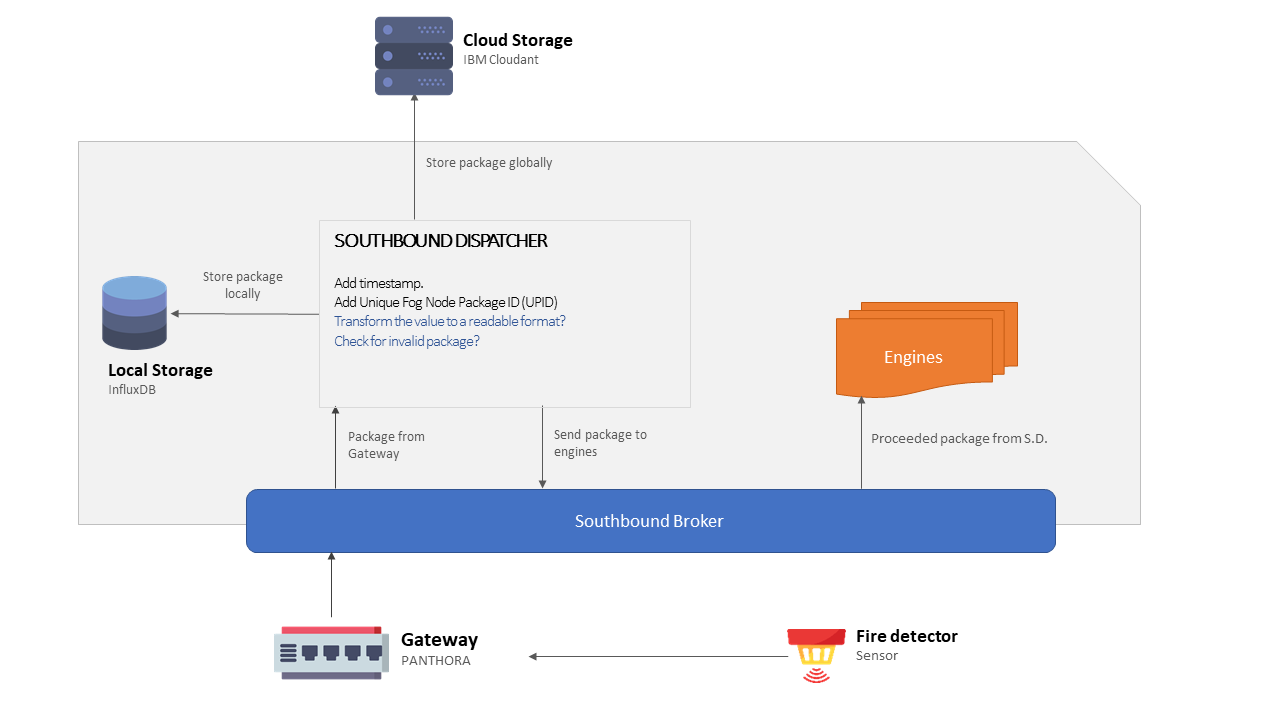 Cloud Storage
IBM Cloudant
Store package globally
SOUTHBOUND DISPATCHER
Add timestamp.
Add Unique Fog Node Package ID (UPID)
Transform the value to a readable format?
Check for invalid package?
Store package
locally
Local Storage
InfluxDB
Engines
Package from
Gateway
Send package to
engines
Proceeded package from S.D.
Southbound Broker
Gateway
PANTHORA
Fire detector
Sensor